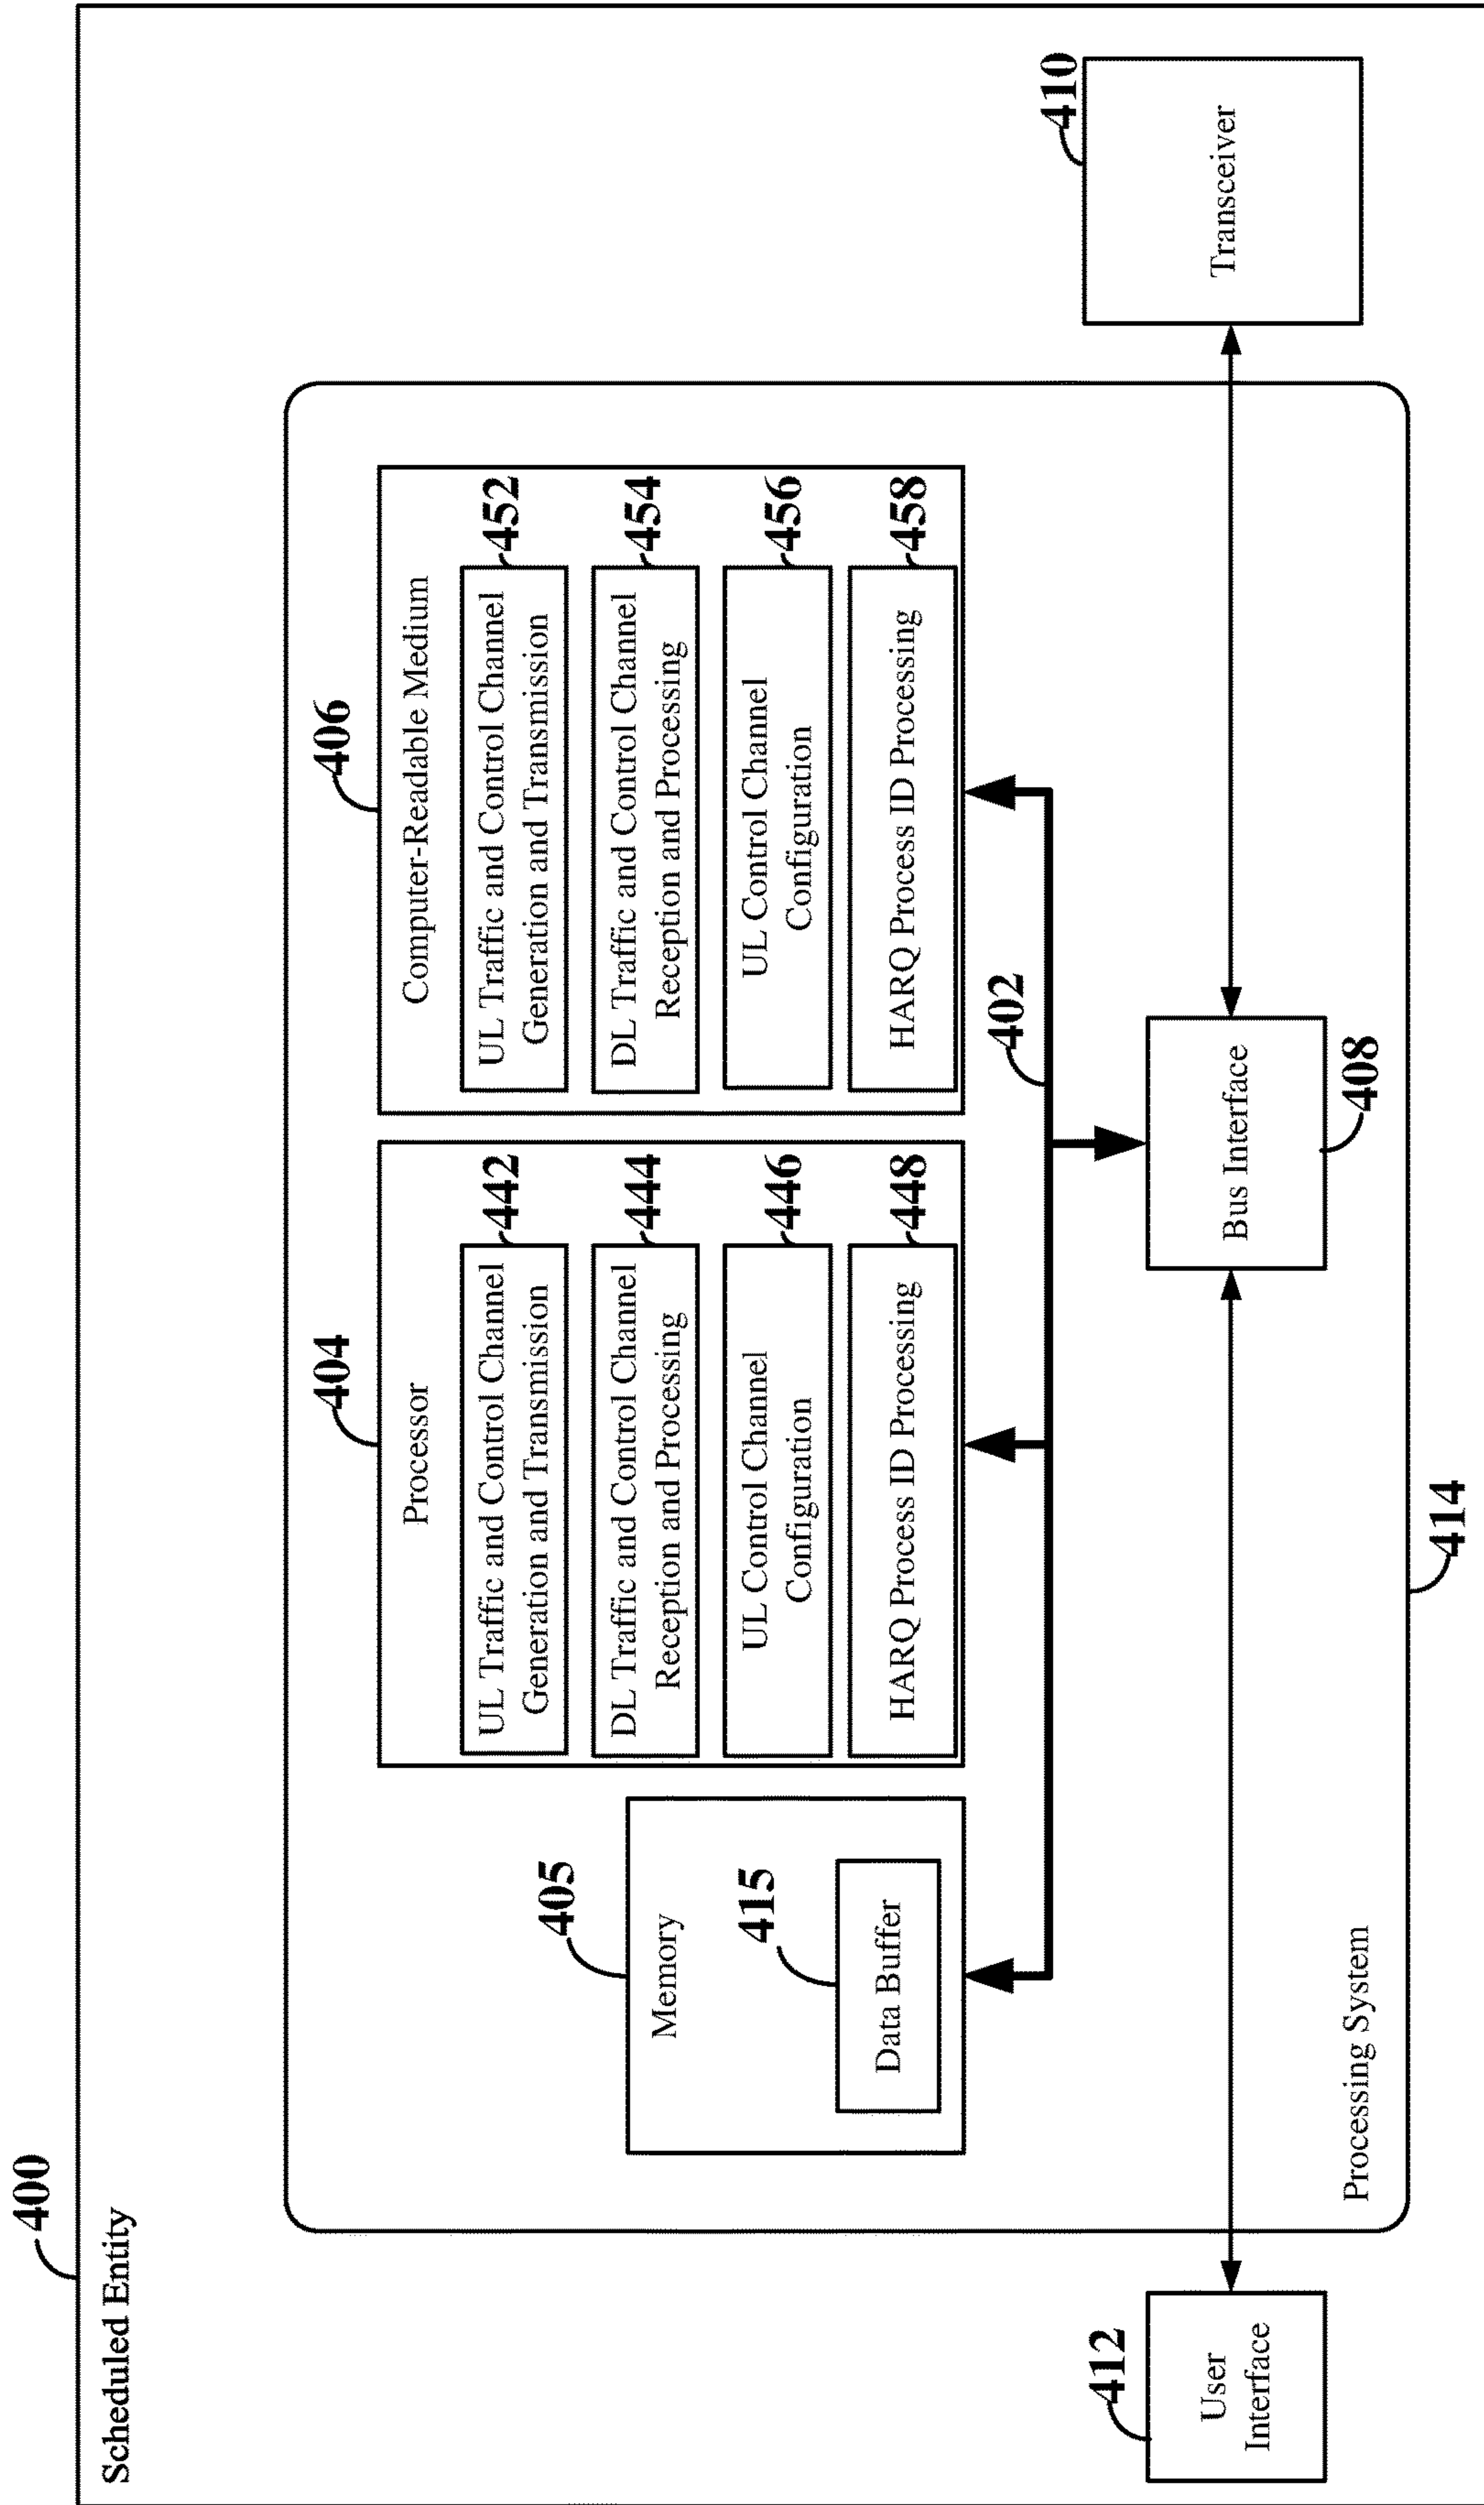 400
Scheduled Entity
404
406
Processor
Computer-Readable Medium
UL Traffic and Control Channel
Generation and Transmission
442
UL Traffic and Control Channel
Generation and Transmission
452
405
Memory
DL Traffic and Control Channel
Reception and Processing
444
DL Traffic and Control Channel
Reception and Processing
454
415
Data Buffer
UL Control Channel
Configuration
446
UL Control Channel
Configuration
456
HARQ Process ID Processing
448
HARQ Process ID Processing
458
402
410
412
User
Interface
Bus Interface
Transceiver
408
Processing System
414